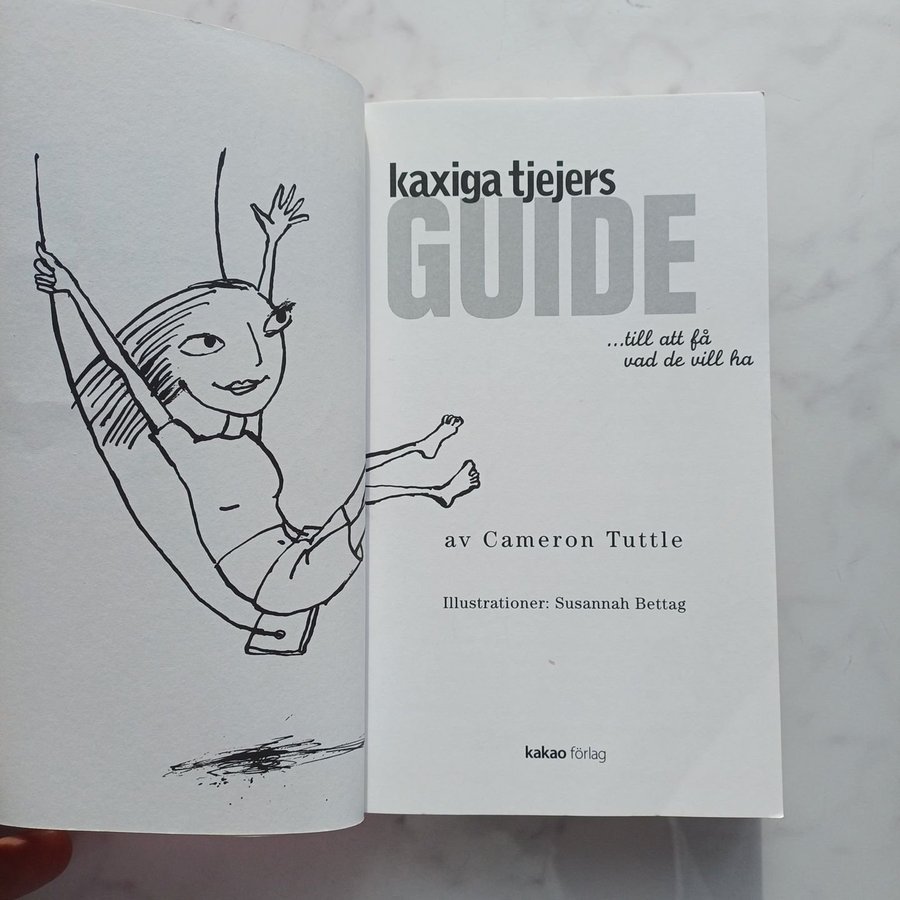 kaxiga tjejers
GUIDE
...till att få
vad de vill ha
av Cameron Tuttle
Illustrationer: Susannah Bettag
kakao förlag